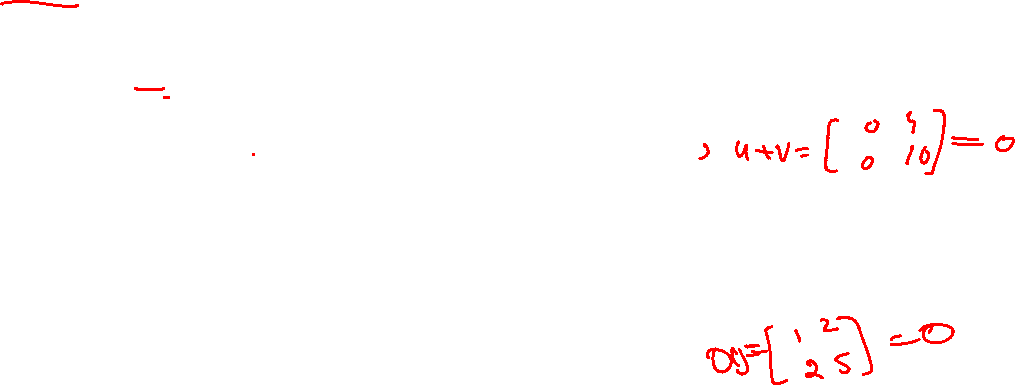 , u+v= [ 0 4
0 10 ] = 0
= [ 1 2
2 5 ] = 0